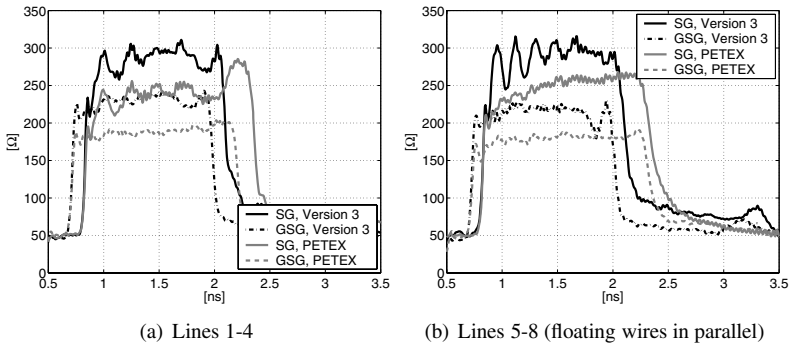 350
300
250
200
150
100
50
0
[Ω]
0.5 1 1.5 2 2.5 3 3.5
[ns]
SG, Version 3
GSG, Version 3
SG, PETEX
GSG, PETEX
(a) Lines 1-4
350
300
250
200
150
100
50
0
[Ω]
0.5 1 1.5 2 2.5 3 3.5
[ns]
SG, Version 3
GSG, Version 3
SG, PETEX
GSG, PETEX
(b) Lines 5-8 (floating wires in parallel)